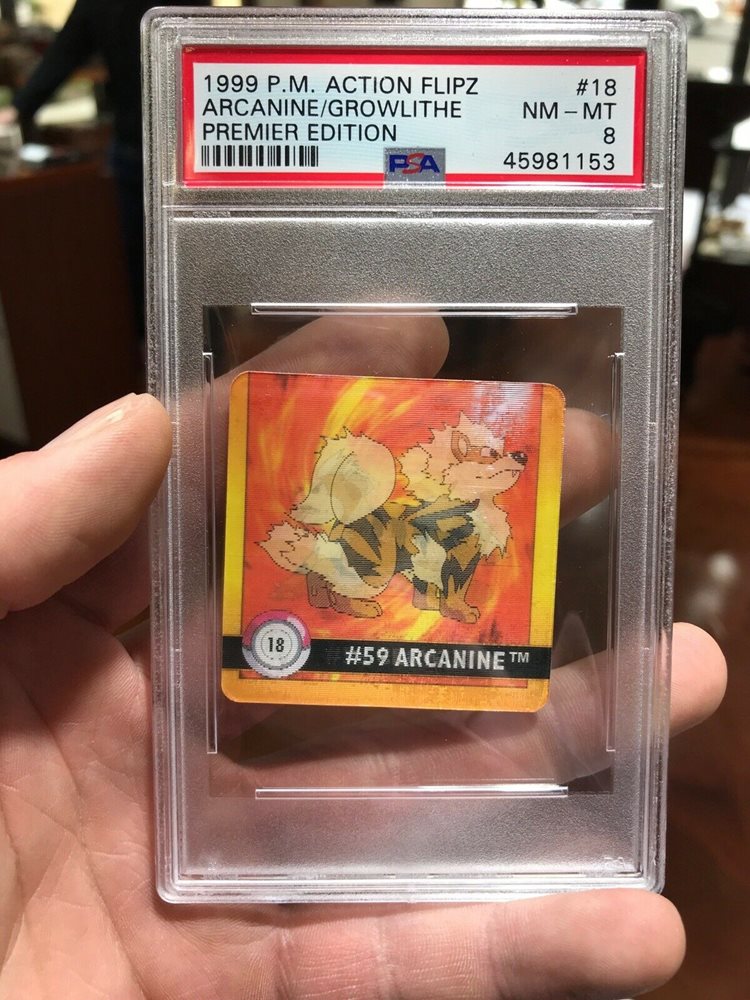 1999 P.M. ACTION FLIPZ #18
ARCANINE/GROWLITHE NM – MT
PREMIER EDITION 8
PSA 45981153
18
#59 ARCANINE™